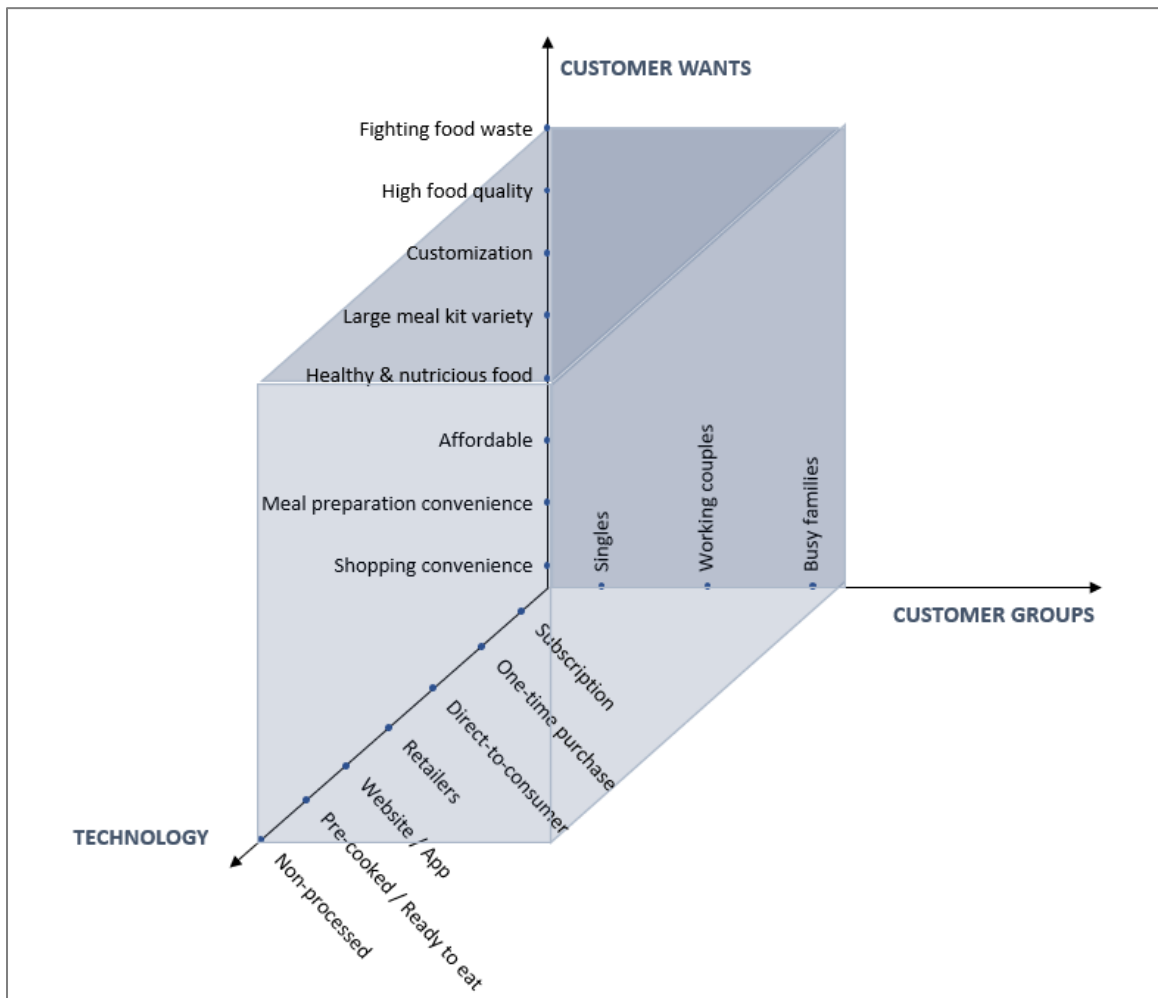 CUSTOMER WANTS
Fighting food waste
High food quality
Customization
Large meal kit variety
Healthy & nutricious food
Affordable
Meal preparation convenience
Shopping convenience
Singles
Working couples
Busy families
CUSTOMER GROUPS
Subscription
One-time purchase
Direct-to-consumer
Retailers
Website / App
Pre-cooked / Ready to eat
Non-processed
TECHNOLOGY